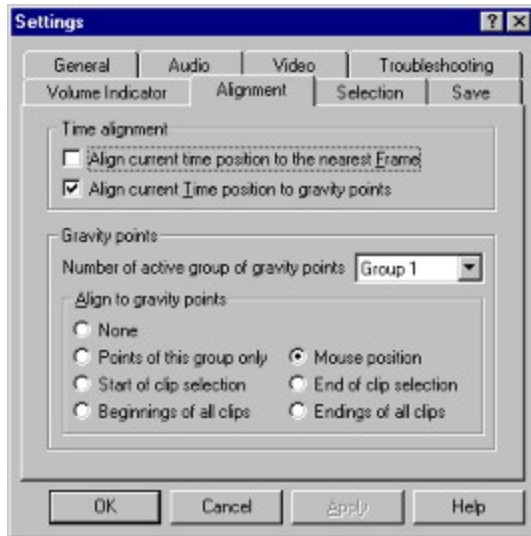 Settings
General Audio Video Troubleshooting
Volume Indicator Alignment Selection Save
Time alignment
Align current time position to the nearest Frame
Align current Time position to gravity points
Gravity points
Number of active group of gravity points Group 1
Align to gravity points
None
Points of this group only Mouse position
Start of clip selection End of clip selection
Beginnings of all clips Endings of all clips
OK Cancel Apply Help